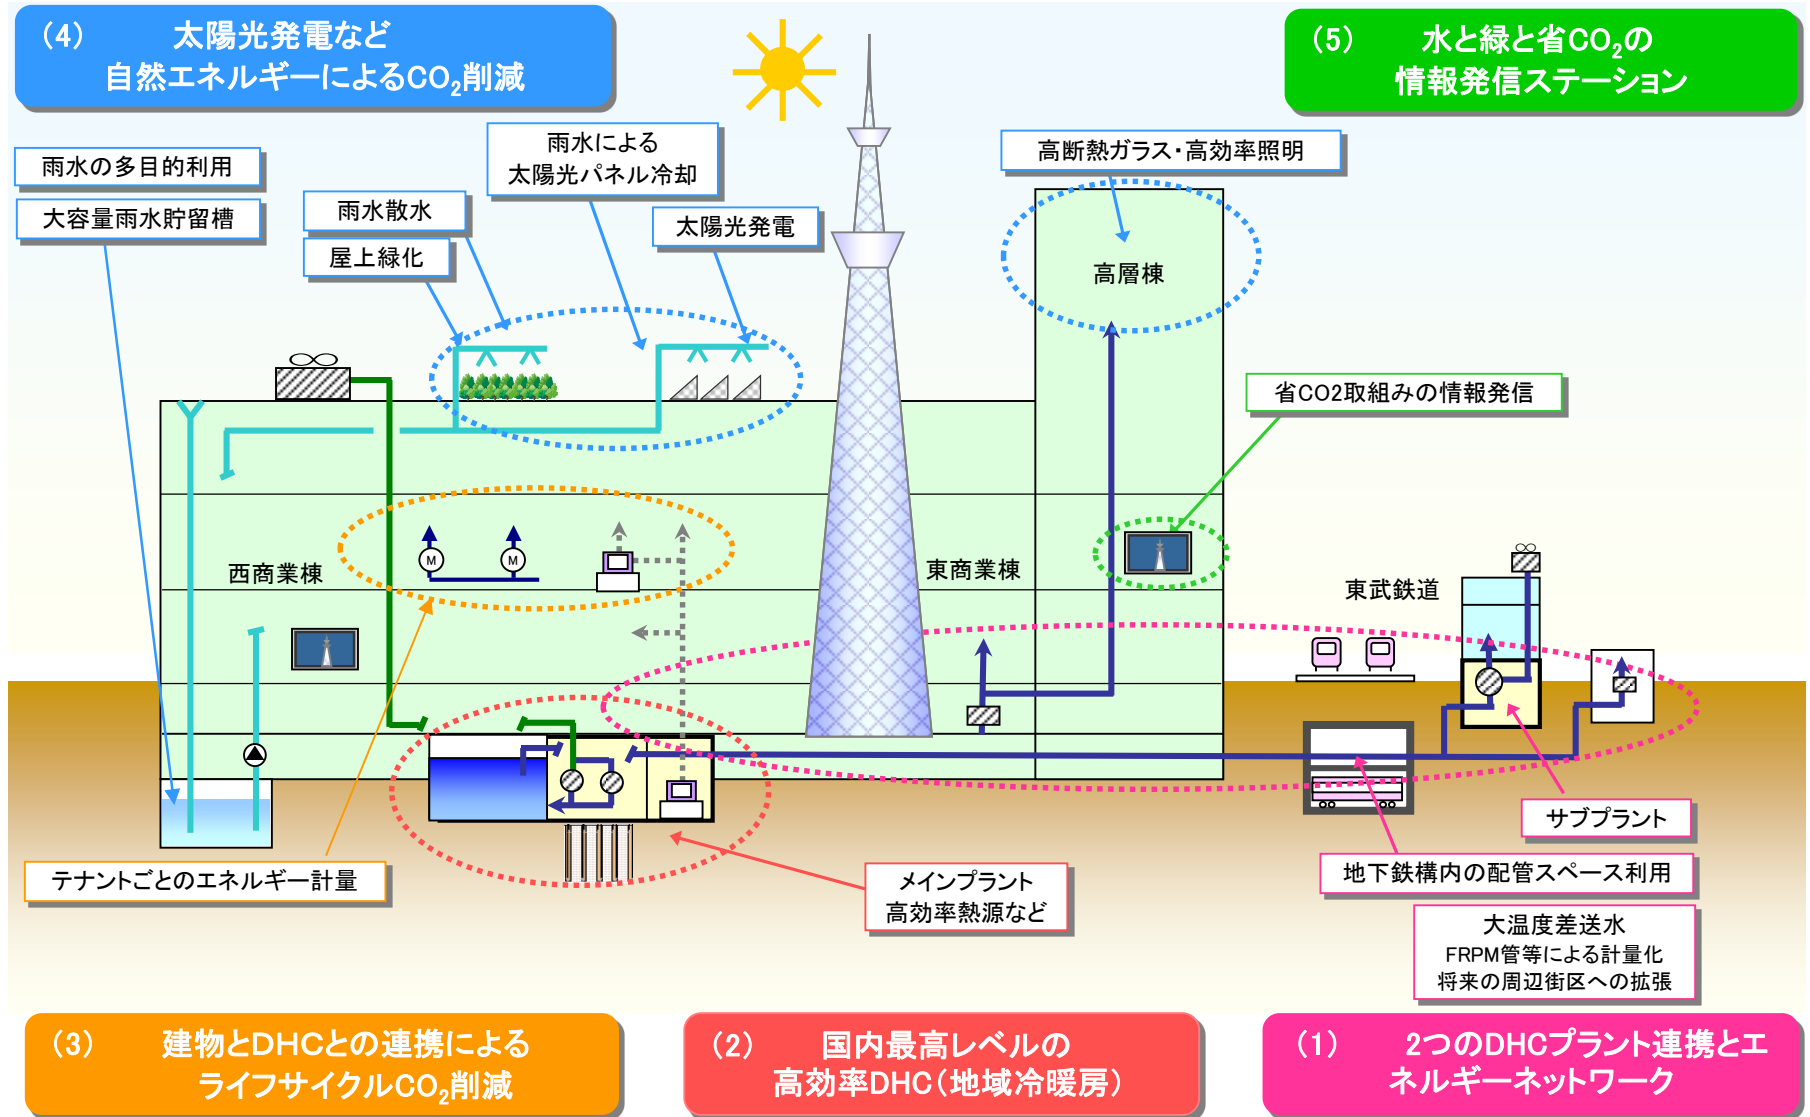 (4) 太陽光発電など
自然エネルギーによるCO₂削減
(5) 水と緑と省CO₂の
情報発信ステーション
雨水の多目的利用
大容量雨水貯留槽
雨水散水
屋上緑化
雨水による
太陽光パネル冷却
太陽光発電
高断熱ガラス・高効率照明
高層棟
省CO2取組みの情報発信
西商業棟
M
M
東商業棟
東武鉄道
サブプラント
テナントごとのエネルギー計量
メインプラント
高効率熱源など
地下鉄構内の配管スペース利用
大温度差送水
FRPM管等による計量化
将来の周辺街区への拡張
(3) 建物とDHCとの連携による
ライフサイクルCO₂削減
(2) 国内最高レベルの
高効率DHC(地域冷暖房)
(1) 2つのDHCプラント連携とエ
ネルギーネットワーク